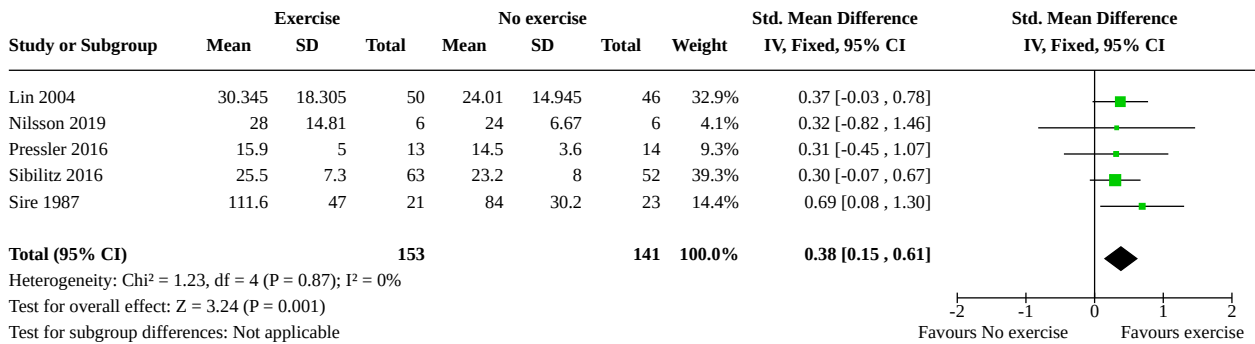 Exercise No exercise Std. Mean Difference Std. Mean Difference
Study or Subgroup Mean SD Total Mean SD Total Weight IV, Fixed, 95% CI IV, Fixed, 95% CI
Lin 2004 30.345 18.305 50 24.01 14.945 46 32.9% 0.37 [-0.03 , 0.78]
Nilsson 2019 28 14.81 6 24 6.67 6 4.1% 0.32 [-0.82 , 1.46]
Pressler 2016 15.9 5 13 14.5 3.6 14 9.3% 0.31 [-0.45 , 1.07]
Sibilitz 2016 25.5 7.3 63 23.2 8 52 39.3% 0.30 [-0.07 , 0.67]
Sire 1987 111.6 47 21 84 30.2 23 14.4% 0.69 [0.08 , 1.30]
Total (95% CI) 153 141 100.0% 0.38 [0.15 , 0.61]
Heterogeneity: Chi² = 1.23, df = 4 (P = 0.87); I² = 0%
Test for overall effect: Z = 3.24 (P = 0.001)
-2 -1 0 1 2
Test for subgroup differences: Not applicable Favours No exercise Favours exercise